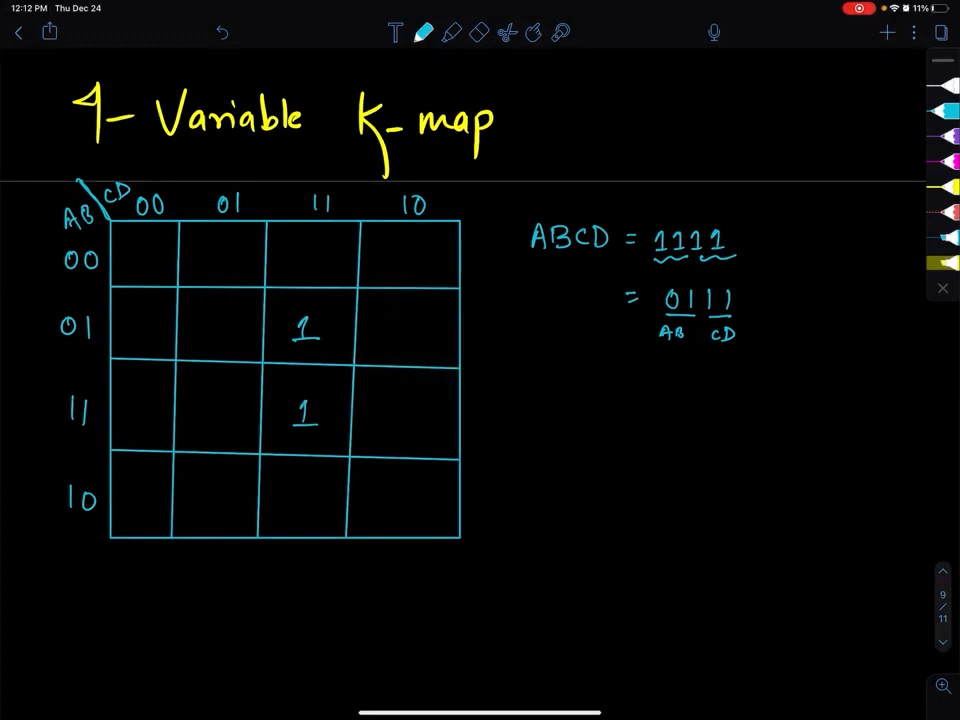 12:12 PM Thu Dec 24
11%
T
4- Variable K-map
CD
AB
00 01 11 10
00
01 1
11 1
10
ABCD = 1111
= 0111
AB CD
9
/
11